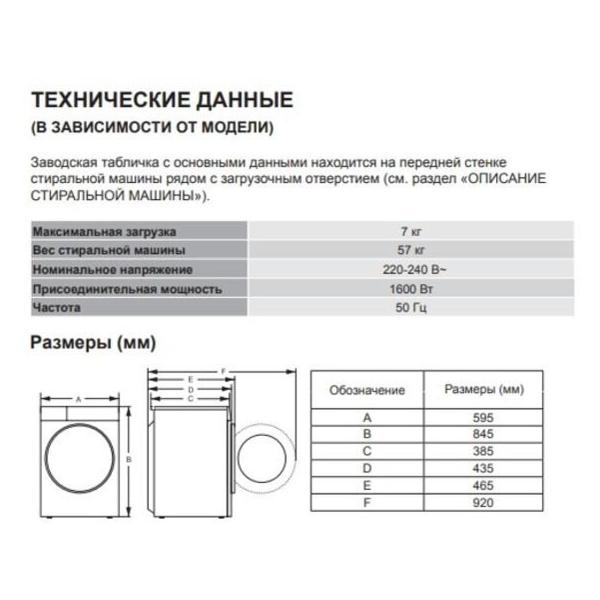 ТЕХНИЧЕСКИЕ ДАННЫЕ
(В ЗАВИСИМОСТИ ОТ МОДЕЛИ)
Заводская табличка с основными данными находится на передней стенке
стиральной машины рядом с загрузочным отверстием (см. раздел «ОПИСАНИЕ
СТИРАЛЬНОЙ МАШИНЫ»).
Максимальная загрузка 7 кг
Вес стиральной машины 57 кг
Номинальное напряжение 220-240 В~
Присоединительная мощность 1600 Вт
Частота 50 Гц
Размеры (мм)
F
E
D
C
A
B
Обозначение Размеры (мм)
A 595
B 845
C 385
D 435
E 465
F 920